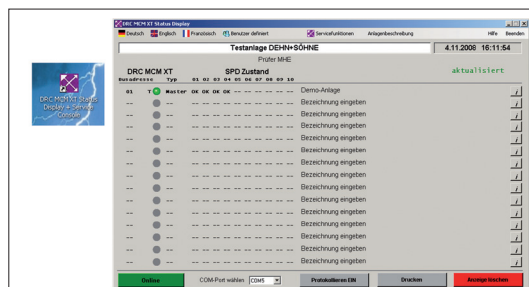 DRC MCM XT Status Display + Service Console
DRC MCM XT Status Display
Deutsch Englisch Französisch Benutzer definiert Servicefunktionen Anlagenbeschreibung Hilfe Beenden
Testanlage DEHN+SÖHNE 4.11.2006 16:11:54
Prüfer MHE
DRC MCM XT SPD Zustand aktualisiert
Busadresse Typ 01 02 03 04 05 06 07 08 09 10
01 T Master OK OK OK OK -- -- -- -- -- -- Demo-Anlage i
-- -- -- -- -- -- -- -- -- -- -- -- Bezeichnung eingeben i
-- -- -- -- -- -- -- -- -- -- -- -- Bezeichnung eingeben i
-- -- -- -- -- -- -- -- -- -- -- -- Bezeichnung eingeben i
-- -- -- -- -- -- -- -- -- -- -- -- Bezeichnung eingeben i
-- -- -- -- -- -- -- -- -- -- -- -- Bezeichnung eingeben i
-- -- -- -- -- -- -- -- -- -- -- -- Bezeichnung eingeben i
-- -- -- -- -- -- -- -- -- -- -- -- Bezeichnung eingeben i
-- -- -- -- -- -- -- -- -- -- -- -- Bezeichnung eingeben i
-- -- -- -- -- -- -- -- -- -- -- -- Bezeichnung eingeben i
-- -- -- -- -- -- -- -- -- -- -- -- Bezeichnung eingeben i
-- -- -- -- -- -- -- -- -- -- -- -- Bezeichnung eingeben i
-- -- -- -- -- -- -- -- -- -- -- -- Bezeichnung eingeben i
-- -- -- -- -- -- -- -- -- -- -- -- Bezeichnung eingeben i
-- -- -- -- -- -- -- -- -- -- -- -- Bezeichnung eingeben i
Online COM-Port wählen COM5 Protokollieren EIN Drucken Anzeige löschen